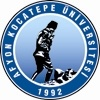 AFYON KOCATEPE ÜNİVERSİTESİ
1992